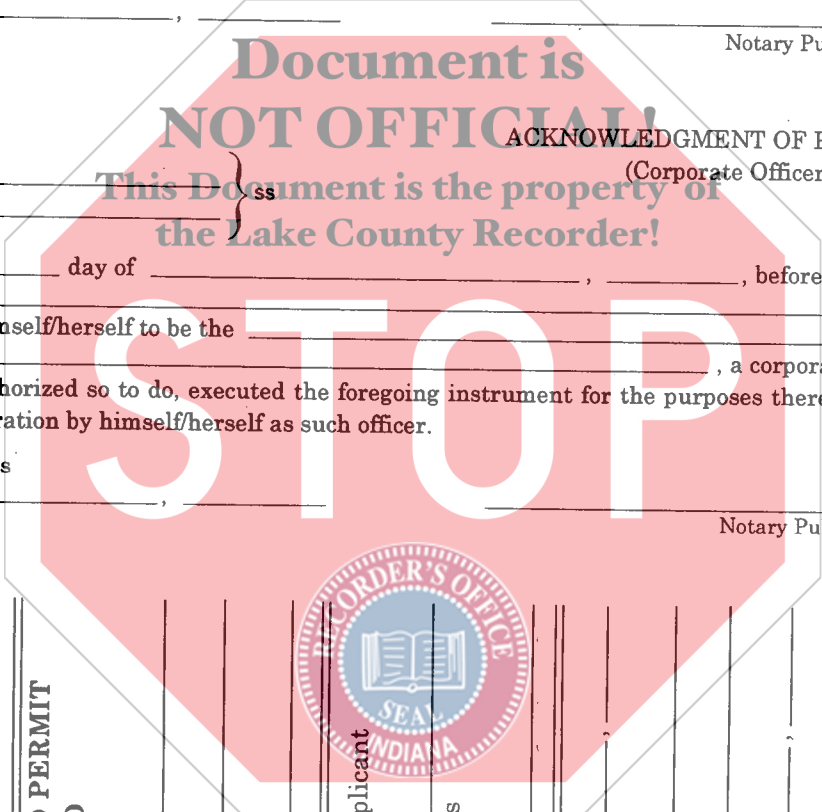 , 
Notary Pu
Document is
NOT OFFICIAL!
ACKNOWLEDGMENT OF
(Corporate Officer
This Document is the property of
} ss
the Lake County Recorder!
day of , , before
nself/herself to be the
STOP
, a corpora
horized so to do, executed the foregoing instrument for the purposes there
ration by himself/herself as such officer.
s
,
Notary Pu
RECORDER'S OFFICE
SEAL
INDIANA
PERMIT
plicant
s
,
,